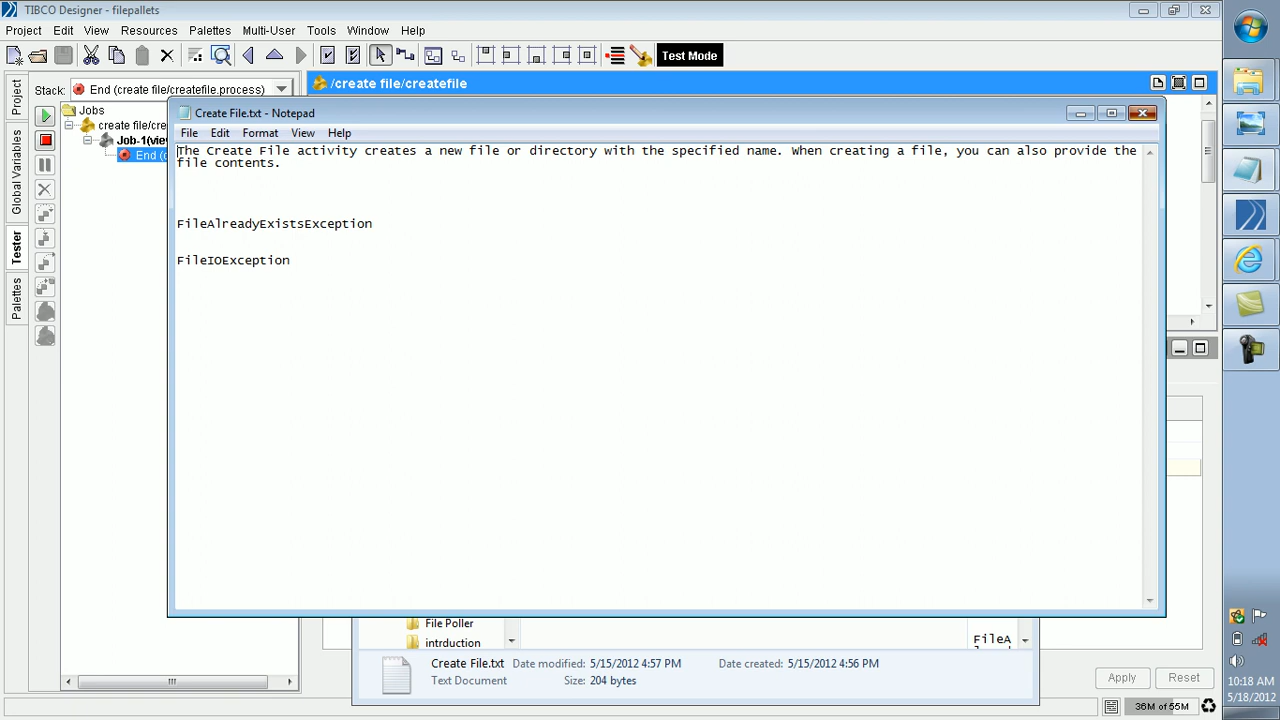 TIBCO Designer - filepallets
Project Edit View Resources Palettes Multi-User Tools Window Help
Test Mode
Stack: End (create file/createfile.process)
/create file/createfile
Project
Global Variables
Tester
Palettes
Jobs
create file/cre
Job-1(view
End (c
Create File.txt - Notepad
File Edit Format View Help
The Create File activity creates a new file or directory with the specified name. When creating a file, you can also provide the
file contents.
FileAlreadyExistsException
FileIOException
File Poller
intrduction
FileA
Create File.txt Date modified: 5/15/2012 4:57 PM Date created: 5/15/2012 4:56 PM
Text Document Size: 204 bytes
Apply Reset
36M of 55M
10:18 AM
5/18/2012